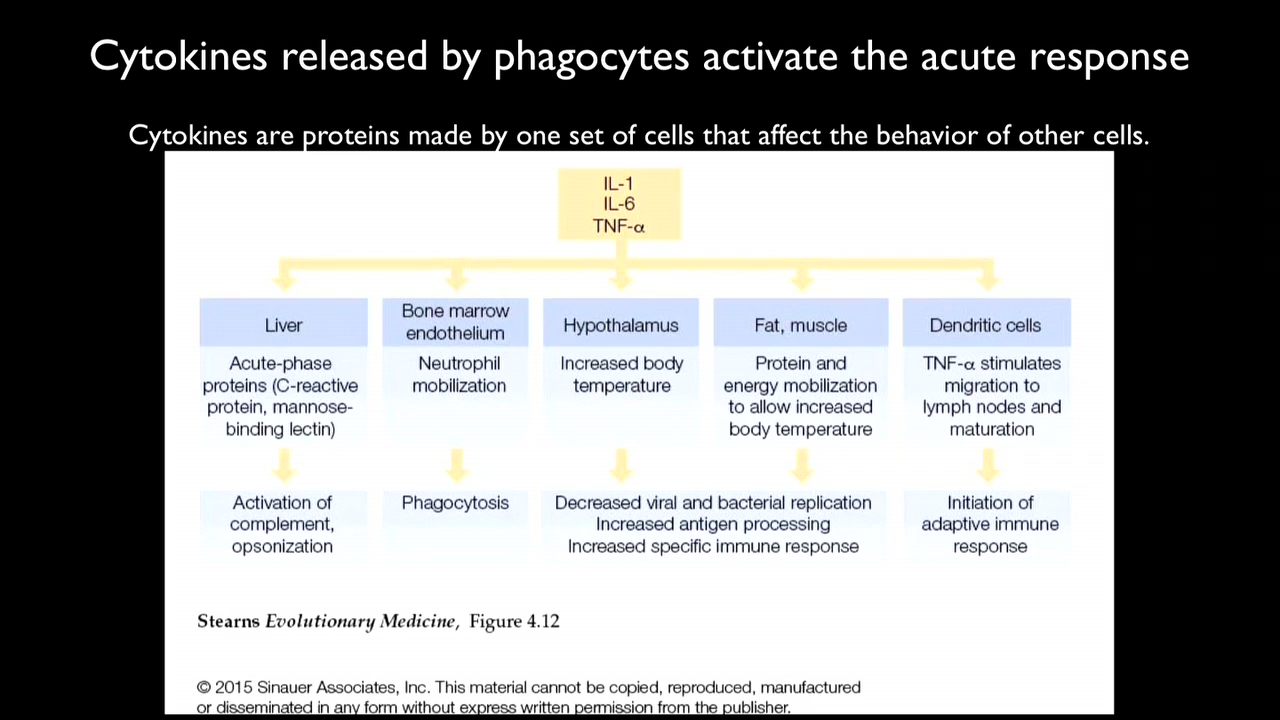 Cytokines released by phagocytes activate the acute response
Cytokines are proteins made by one set of cells that affect the behavior of other cells.
IL-1
IL-6
TNF-α
Liver
Acute-phase
proteins (C-reactive
protein, mannose-
binding lectin)
Activation of
complement,
opsonization
Bone marrow
endothelium
Neutrophil
mobilization
Phagocytosis
Hypothalamus
Increased body
temperature
Fat, muscle
Protein and
energy mobilization
to allow increased
body temperature
Decreased viral and bacterial replication
Increased antigen processing
Increased specific immune response
Dendritic cells
TNF-α stimulates
migration to
lymph nodes and
maturation
Initiation of
adaptive immune
response
Stearns Evolutionary Medicine, Figure 4.12
© 2015 Sinauer Associates, Inc. This material cannot be copied, reproduced, manufactured
or disseminated in any form without express written permission from the publisher.